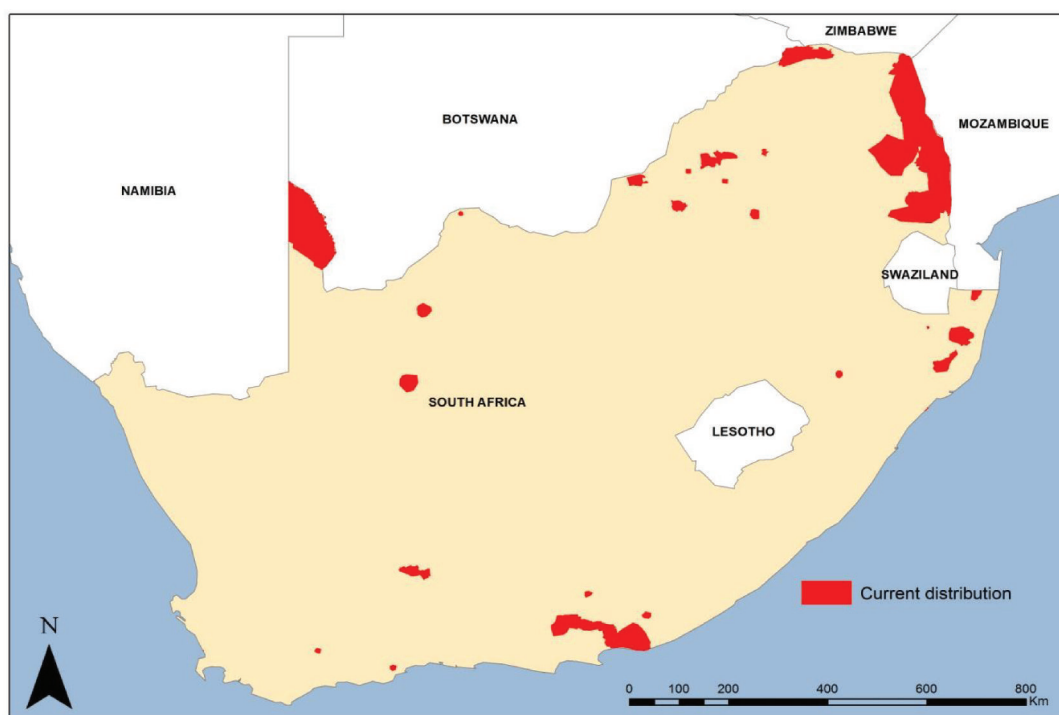 ZIMBABWE
BOTSWANA
MOZAMBIQUE
NAMIBIA
SWAZILAND
SOUTH AFRICA
LESOTHO
Current distribution
N
0 100 200 400 600 800
Km